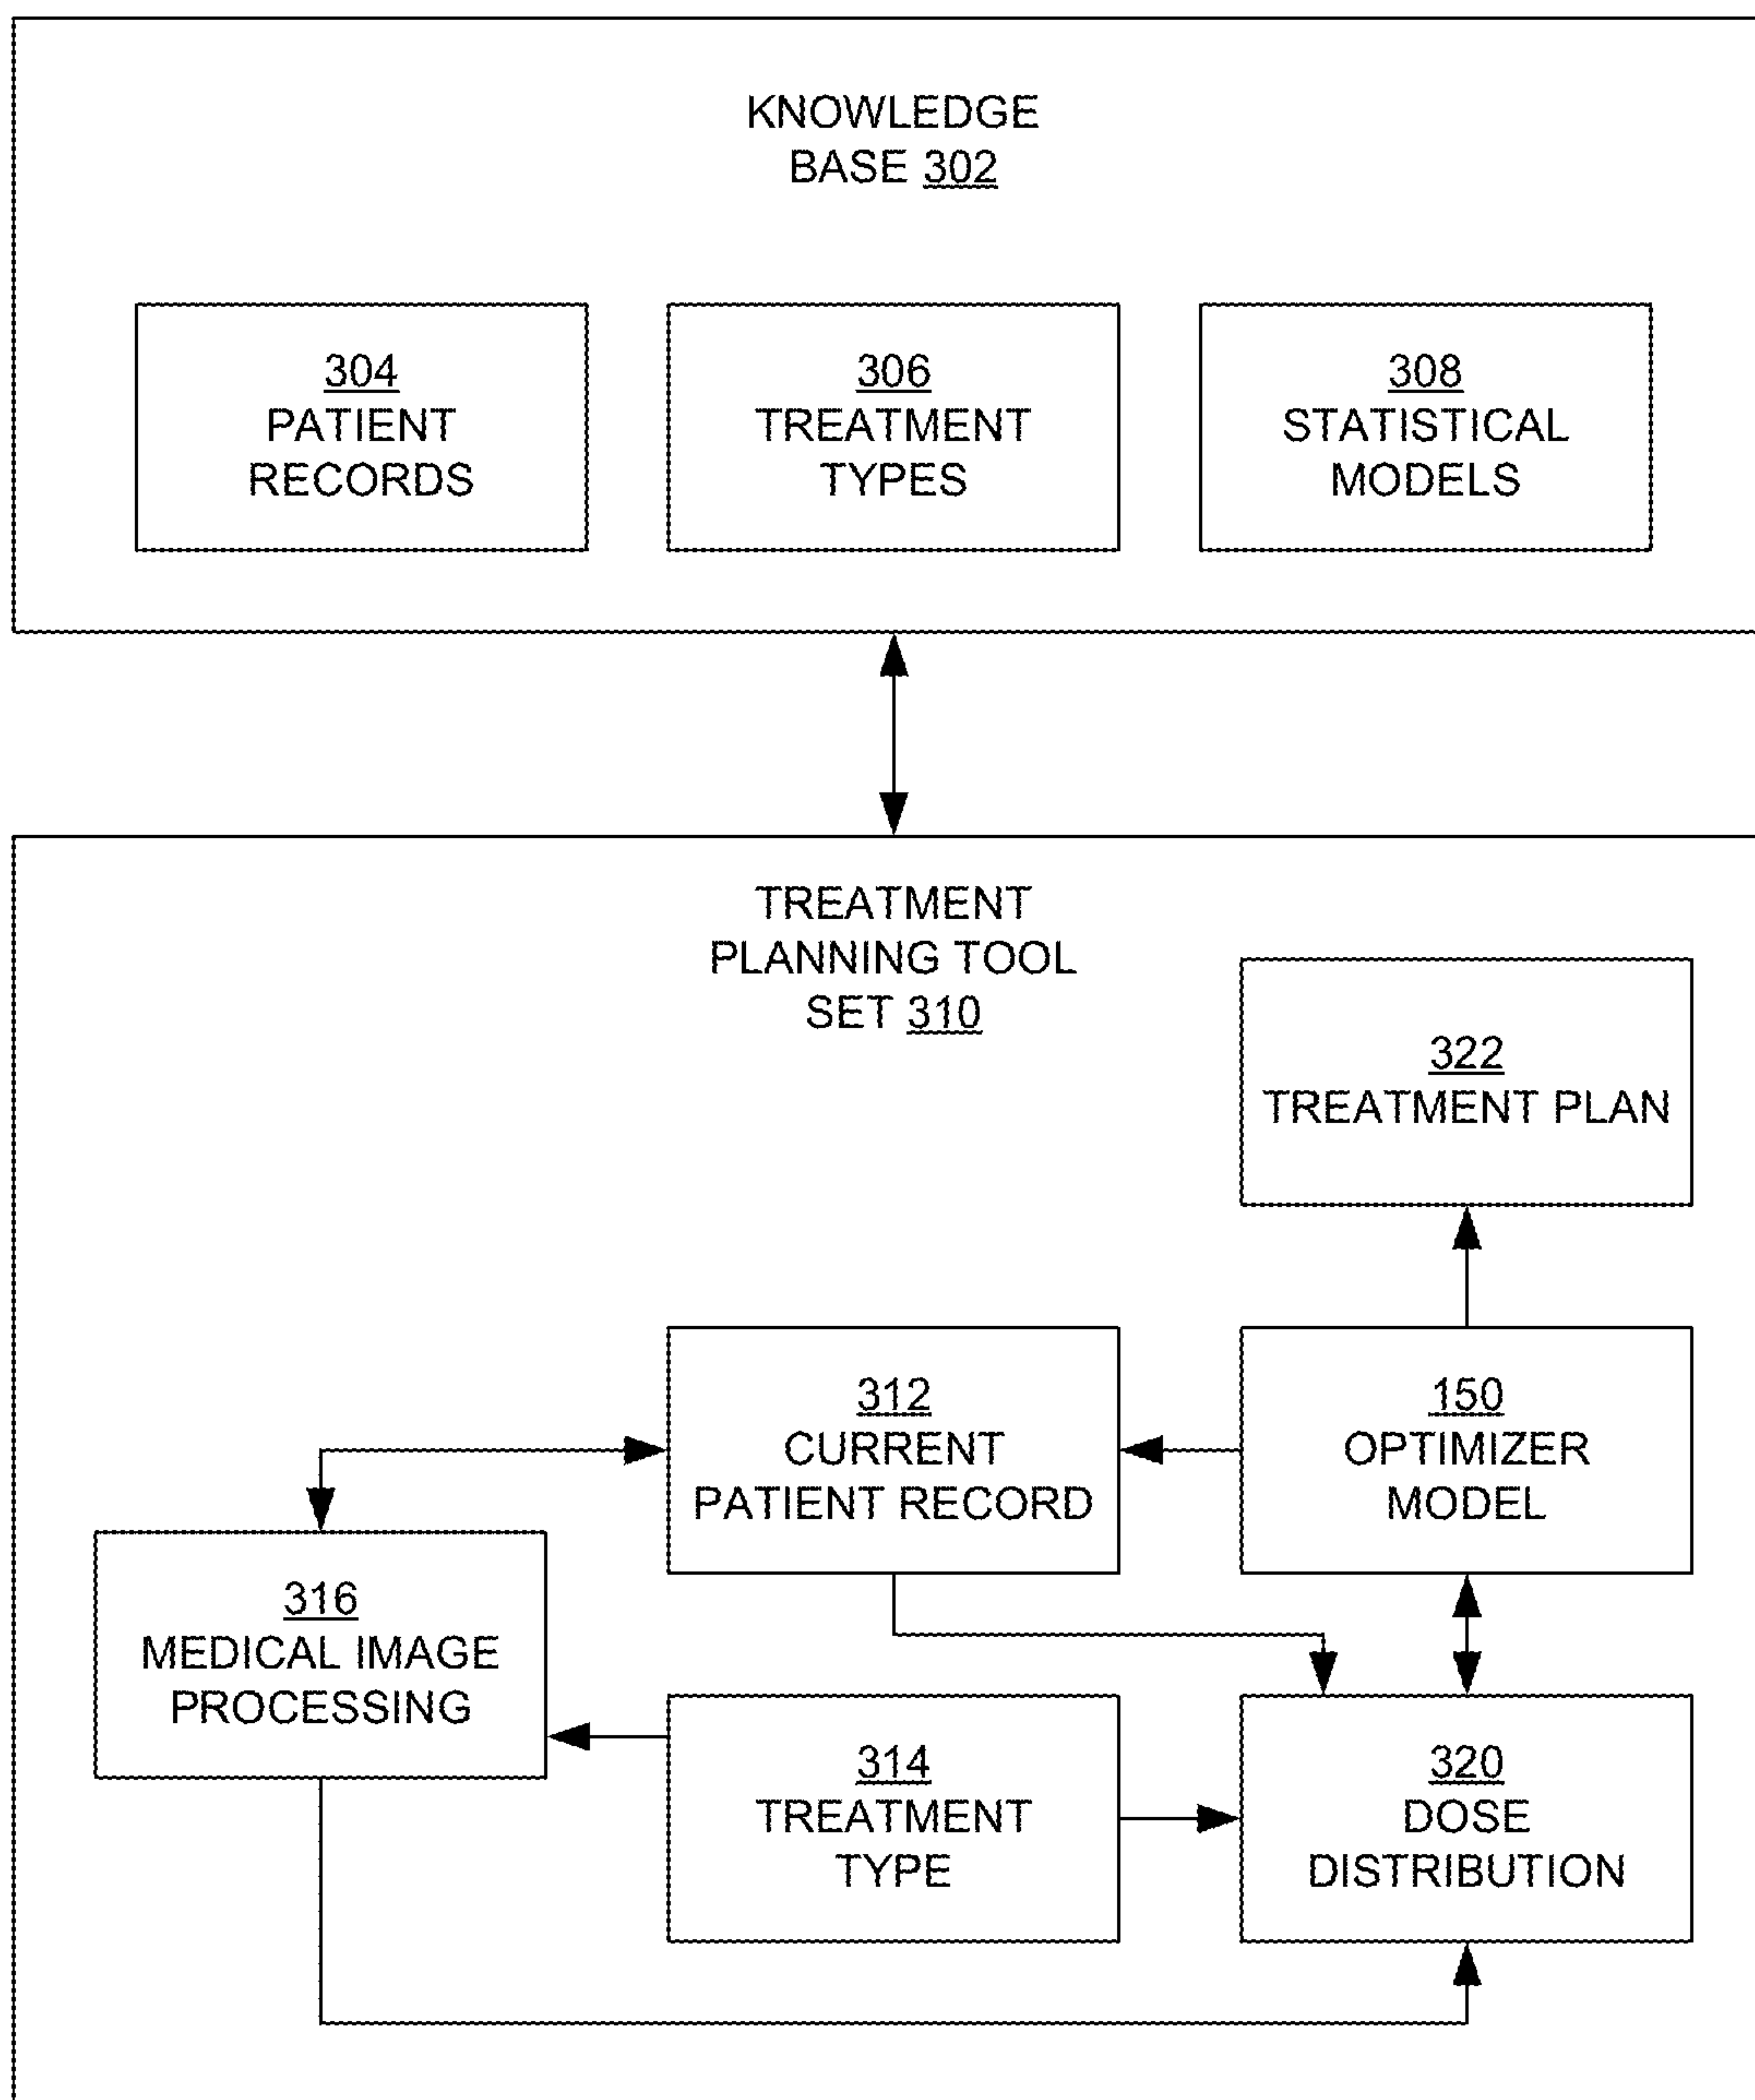 KNOWLEDGE
BASE 302
304
PATIENT
RECORDS
306
TREATMENT
TYPES
308
STATISTICAL
MODELS
TREATMENT
PLANNING TOOL
SET 310
322
TREATMENT PLAN
312
CURRENT
PATIENT RECORD
150
OPTIMIZER
MODEL
316
MEDICAL IMAGE
PROCESSING
314
TREATMENT
TYPE
320
DOSE
DISTRIBUTION